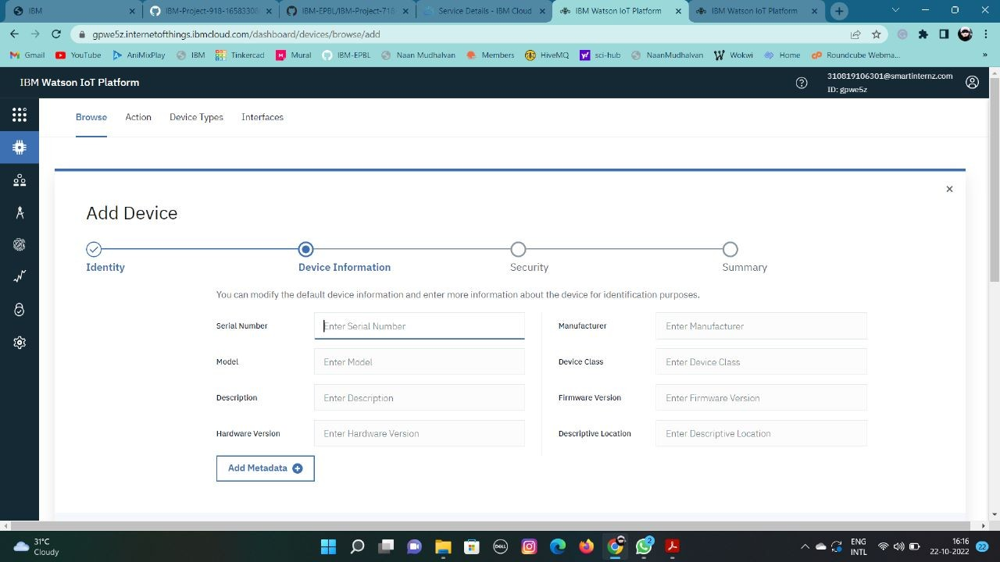 IBM
IBM-Project-918-16583308
IBM-EPBL/IBM-Project-718
Service Details - IBM Cloud
IBM Watson IoT Platform
IBM Watson IoT Platform
gpwe5z.internetofthings.ibmcloud.com/dashboard/devices/browse/add
Gmail
YouTube
AniMixPlay
IBM
Tinkercad
Mural
IBM-EPBL
Naan Mudhalvan
Members
HiveMQ
sci-hub
NaanMudhalvan
Wokwi
Home
Roundcube Webma...
»
IBM Watson IoT Platform
310819106301@smartinternz.com
ID: gpwe5z
Browse
Action
Device Types
Interfaces
Add Device
Identity
Device Information
Security
Summary
You can modify the default device information and enter more information about the device for identification purposes.
Serial Number
Enter Serial Number
Manufacturer
Enter Manufacturer
Model
Enter Model
Device Class
Enter Device Class
Description
Enter Description
Firmware Version
Enter Firmware Version
Hardware Version
Enter Hardware Version
Descriptive Location
Enter Descriptive Location
Add Metadata
31°C
Cloudy
DELL
2
ENG
INTL
16:16
22-10-2022
22